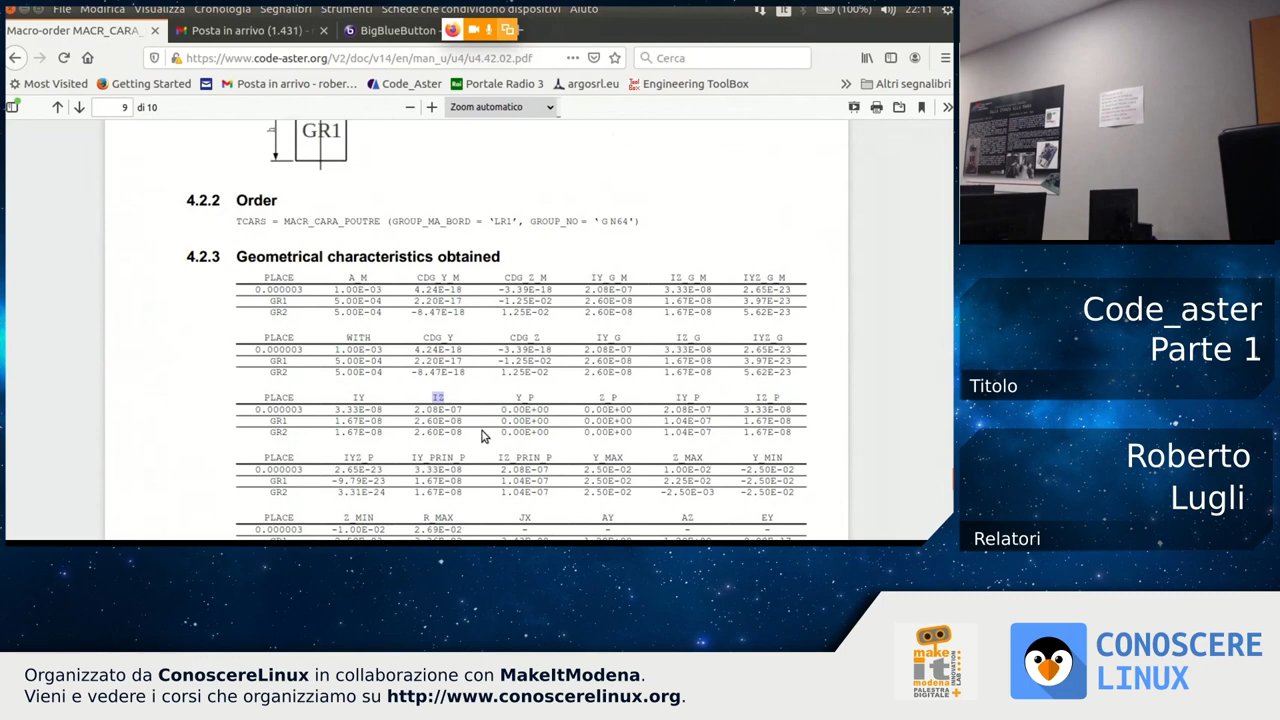 File Modifica Visualizza Cronologia Segnalibri Strumenti Schede che condividono dispositivi Aiuto
(100%) 22:11
Macro-order MACR_CARA_ Posta in arrivo (1.431) - BigBlueButton -
https://www.code-aster.org/V2/doc/v14/en/man_u/u4/u4.42.02.pdf Cerca
Most Visited Getting Started Posta in arrivo - rober... Code_Aster Portale Radio 3 argosrl.eu Engineering ToolBox Altri segnalibri
9 di 10 Zoom automatico
GR1
4.2.2 Order
TCARS = MACR_CARA_POUTRE (GROUP_MA_BORD = 'LR1', GROUP_NO = 'GN64')
4.2.3 Geometrical characteristics obtained
PLACE A_M CDG_Y_M CDG_Z_M IY_G_M IZ_G_M IYZ_G_M
0.000003 1.00E-03 4.24E-18 -3.39E-18 2.08E-07 3.33E-08 2.65E-23
GR1 5.00E-04 2.20E-17 -1.25E-02 2.60E-08 1.67E-08 3.97E-23
GR2 5.00E-04 -8.47E-18 1.25E-02 2.60E-08 1.67E-08 5.62E-23
PLACE WITH CDG_Y CDG_Z IY_G IZ_G IYZ_G
0.000003 1.00E-03 4.24E-18 -3.39E-18 2.08E-07 3.33E-08 2.65E-23
GR1 5.00E-04 2.20E-17 -1.25E-02 2.60E-08 1.67E-08 3.97E-23
GR2 5.00E-04 -8.47E-18 1.25E-02 2.60E-08 1.67E-08 5.62E-23
PLACE IY IZ Y_P Z_P IY_P IZ_P
0.000003 3.33E-08 2.08E-07 0.00E+00 0.00E+00 2.08E-07 3.33E-08
GR1 1.67E-08 2.60E-08 0.00E+00 0.00E+00 1.04E-07 1.67E-08
GR2 1.67E-08 2.60E-08 0.00E+00 0.00E+00 1.04E-07 1.67E-08
PLACE IYZ_P IY_PRIN_P IZ_PRIN_P Y_MAX Z_MAX Y_MIN
0.000003 2.65E-23 3.33E-08 2.08E-07 2.50E-02 1.00E-02 -2.50E-02
GR1 -9.79E-23 1.67E-08 1.04E-07 2.50E-02 2.25E-02 -2.50E-02
GR2 3.31E-24 1.67E-08 1.04E-07 2.50E-02 -2.50E-03 -2.50E-02
PLACE Z_MIN R_MAX JX AY AZ EY
0.000003 -1.00E-02 2.69E-02 - - - -
Code_aster
Parte 1
Titolo
Roberto
Lugli
Relatori
Organizzato da ConoscereLinux in collaborazione con MakeItModena.
Vieni e vedere i corsi che organizziamo su http://www.conoscerelinux.org.
make
it
modena
PALESTRA
DIGITALE
CONOSCERE
LINUX